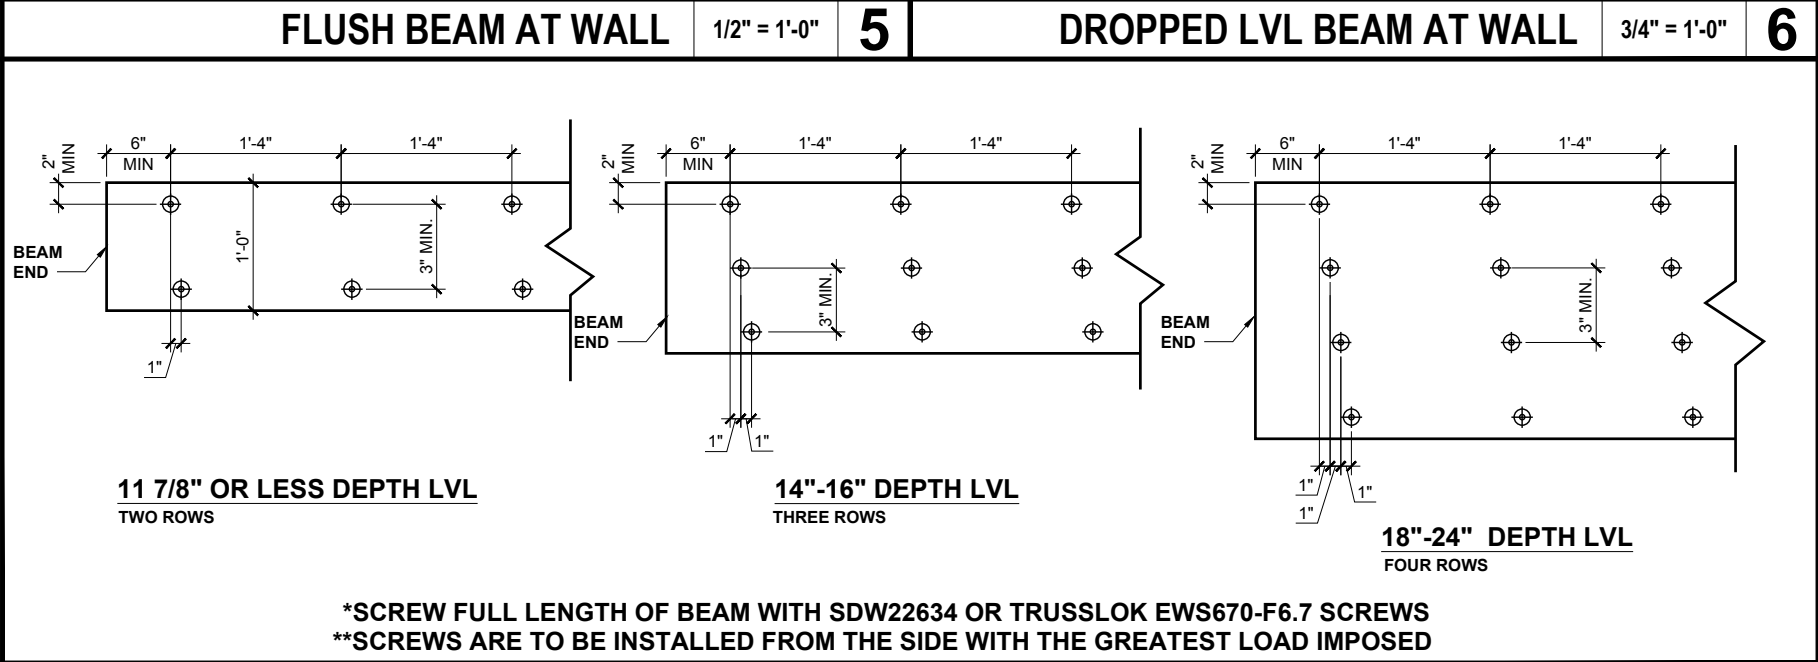 FLUSH BEAM AT WALL 1/2" = 1'-0" 5
DROPPED LVL BEAM AT WALL 3/4" = 1'-0" 6
2" MIN
6" MIN
1'-4"
1'-4"
BEAM
END
1'-0"
3" MIN.
1"
11 7/8" OR LESS DEPTH LVL
TWO ROWS
2" MIN
6" MIN
1'-4"
1'-4"
BEAM
END
3" MIN.
1"
1"
14"-16" DEPTH LVL
THREE ROWS
2" MIN
6" MIN
1'-4"
1'-4"
BEAM
END
3" MIN.
1"
1"
1"
18"-24" DEPTH LVL
FOUR ROWS
*SCREW FULL LENGTH OF BEAM WITH SDW22634 OR TRUSSLOK EWS670-F6.7 SCREWS
**SCREWS ARE TO BE INSTALLED FROM THE SIDE WITH THE GREATEST LOAD IMPOSED